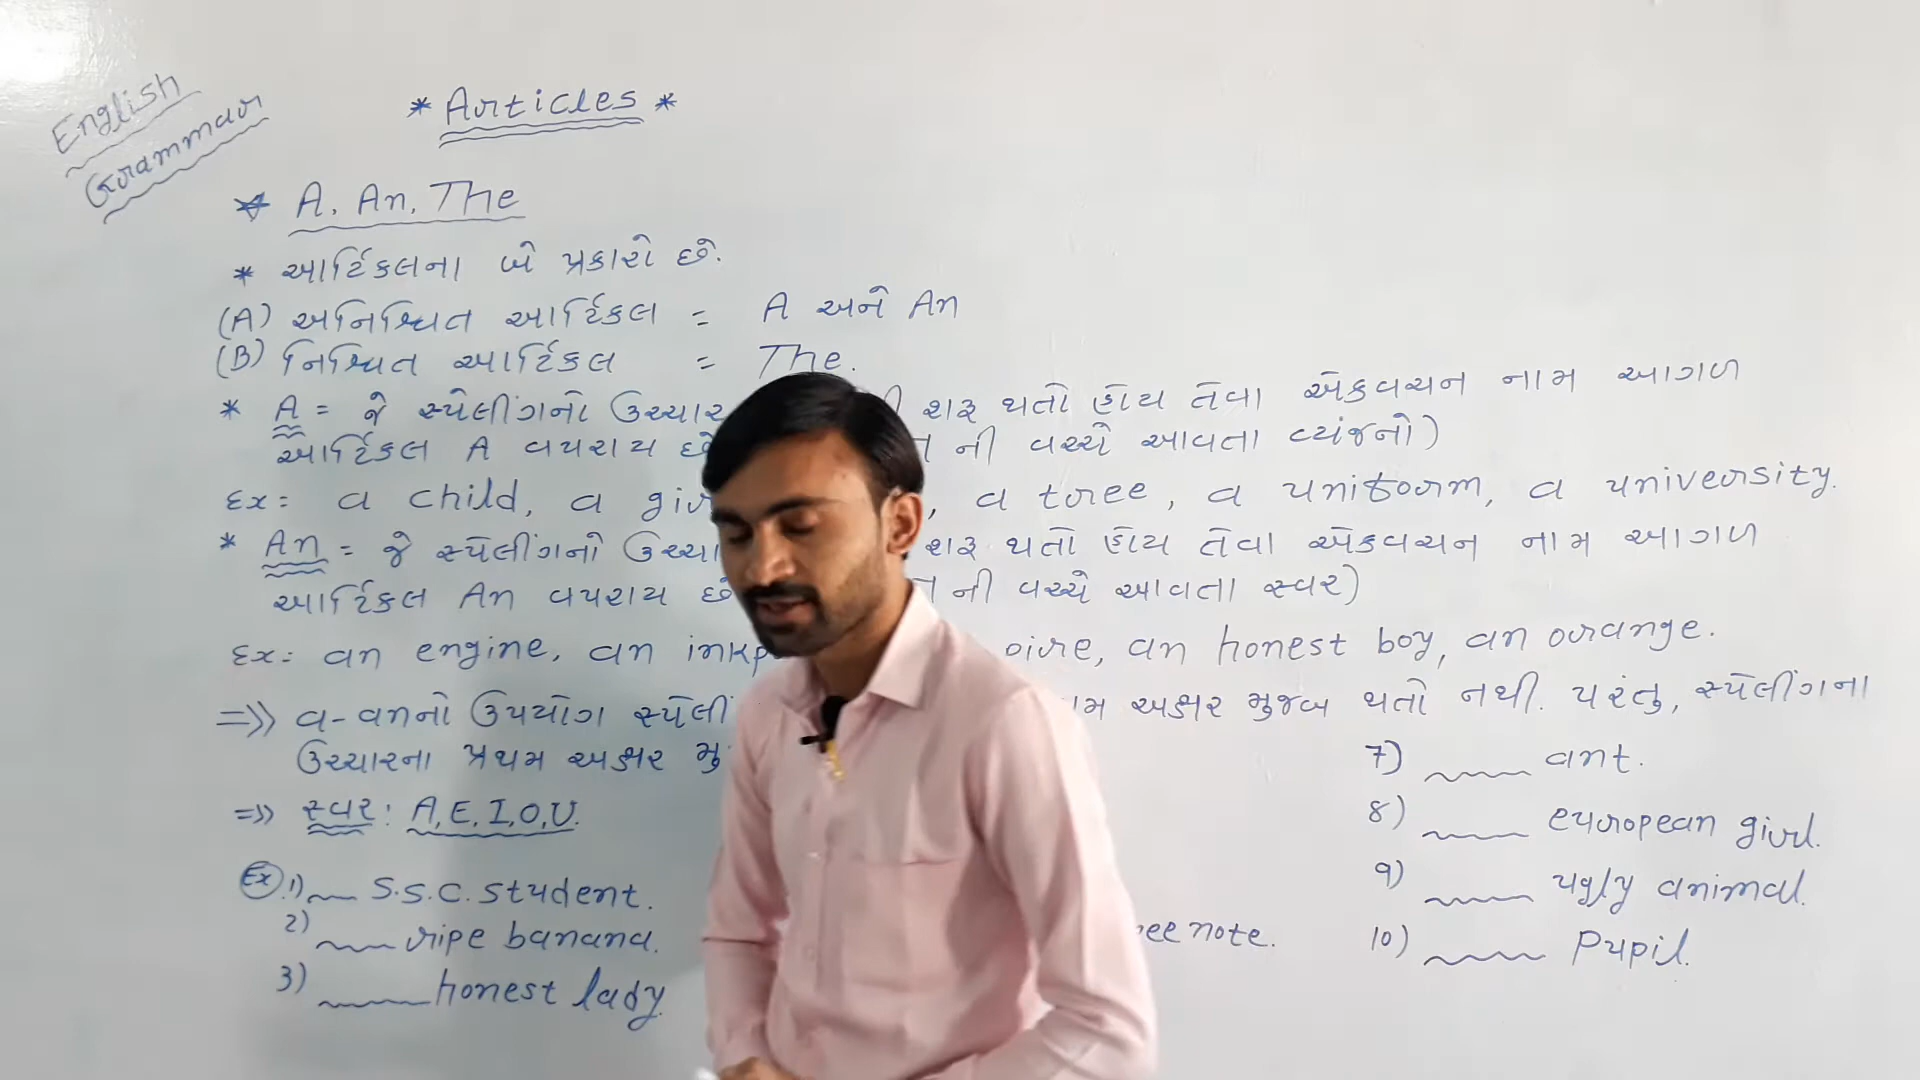 English
Grammar
* Articles *
* A, An, The
* આર્ટિકલના બે પ્રકારો છે.
(A) અનિશ્ચિત આર્ટિકલ = A અને An
(B) નિશ્ચિત આર્ટિકલ = The.
* A = જે સ્પેલીંગનો ઉચ્ચાર શરૂ થતો હોય તેવા એકવચન નામ આગળ
આર્ટિકલ A વપરાય છે ની વચ્ચે આવતા વ્યંજનો)
Ex: a child, a , a tree, a uniform, a university.
* An = જે સ્પેલીંગનો શરૂ થતો હોય તેવા એકવચન નામ આગળ
આર્ટિકલ An વપરાય છે ની વચ્ચે આવતા સ્વર)
Ex: an engine, an an honest boy, an orange.
=>> a-anનો ઉપયોગ અક્ષર મુજબ થતો નથી. પરંતુ, સ્પેલીંગના
ઉચ્ચારના પ્રથમ અક્ષર
=>> સ્વર: A, E, I, O, U.
Ex 1) ___ S.S.C. student.
2) ___ ripe banana.
3) ___ honest lady.
note.
7) ___ ant.
8) ___ european girl.
9) ___ ugly animal.
10) ___ pupil.